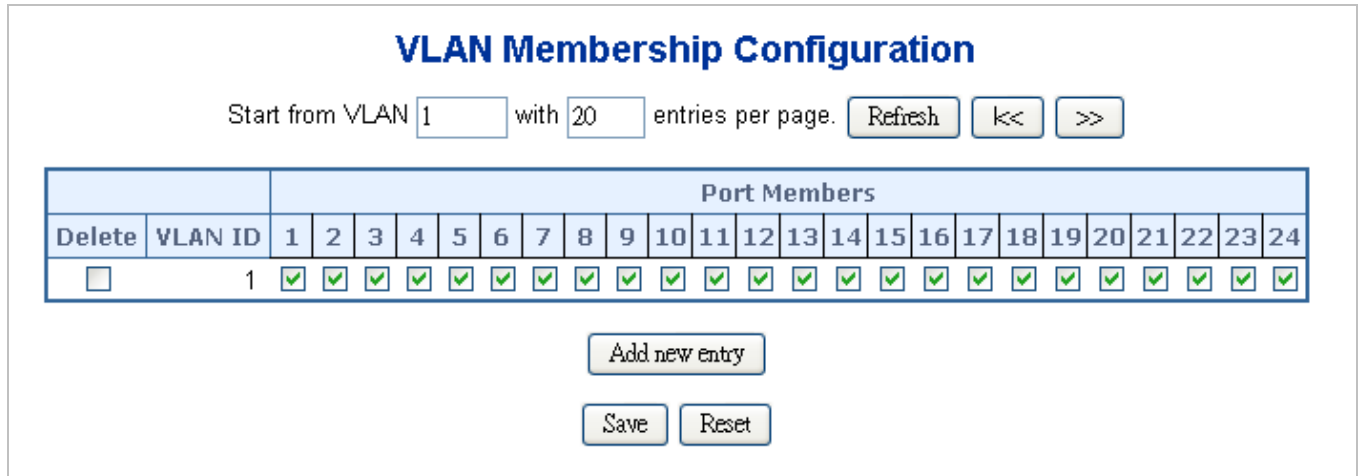 VLAN Membership Configuration
Start from VLAN 1 with 20 entries per page. Refresh |<< >>
Port Members
Delete VLAN ID 1 2 3 4 5 6 7 8 9 10 11 12 13 14 15 16 17 18 19 20 21 22 23 24
1
Add new entry
Save Reset